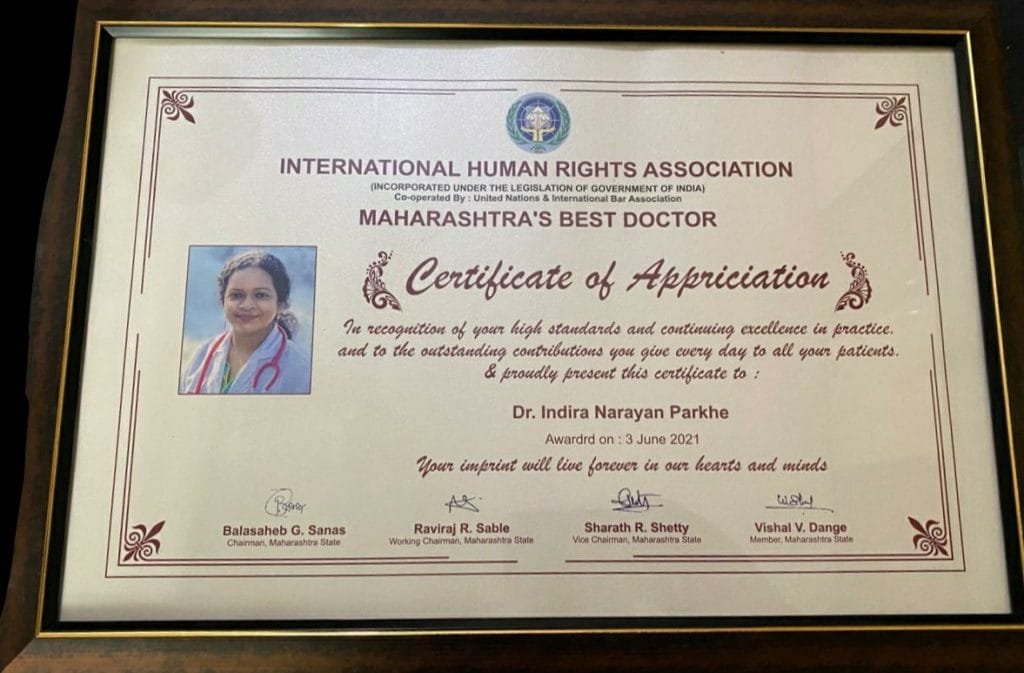 INTERNATIONAL HUMAN RIGHTS ASSOCIATION
(INCORPORATED UNDER THE LEGISLATION OF GOVERNMENT OF INDIA)
Co-operated By : United Nations & International Bar Association
MAHARASHTRA'S BEST DOCTOR
Certificate of Appriciation
In recognition of your high standards and continuing excellence in practice.
and to the outstanding contributions you give every day to all your patients.
& proudly present this certificate to :
Dr. Indira Narayan Parkhe
Awardrd on : 3 June 2021
Your imprint will live forever in our hearts and minds
Balasaheb G. Sanas
Chairman, Maharashtra State
Raviraj R. Sable
Working Chairman, Maharashtra State
Sharath R. Shetty
Vice Chairman, Maharashtra State
Vishal V. Dange
Member, Maharashtra State